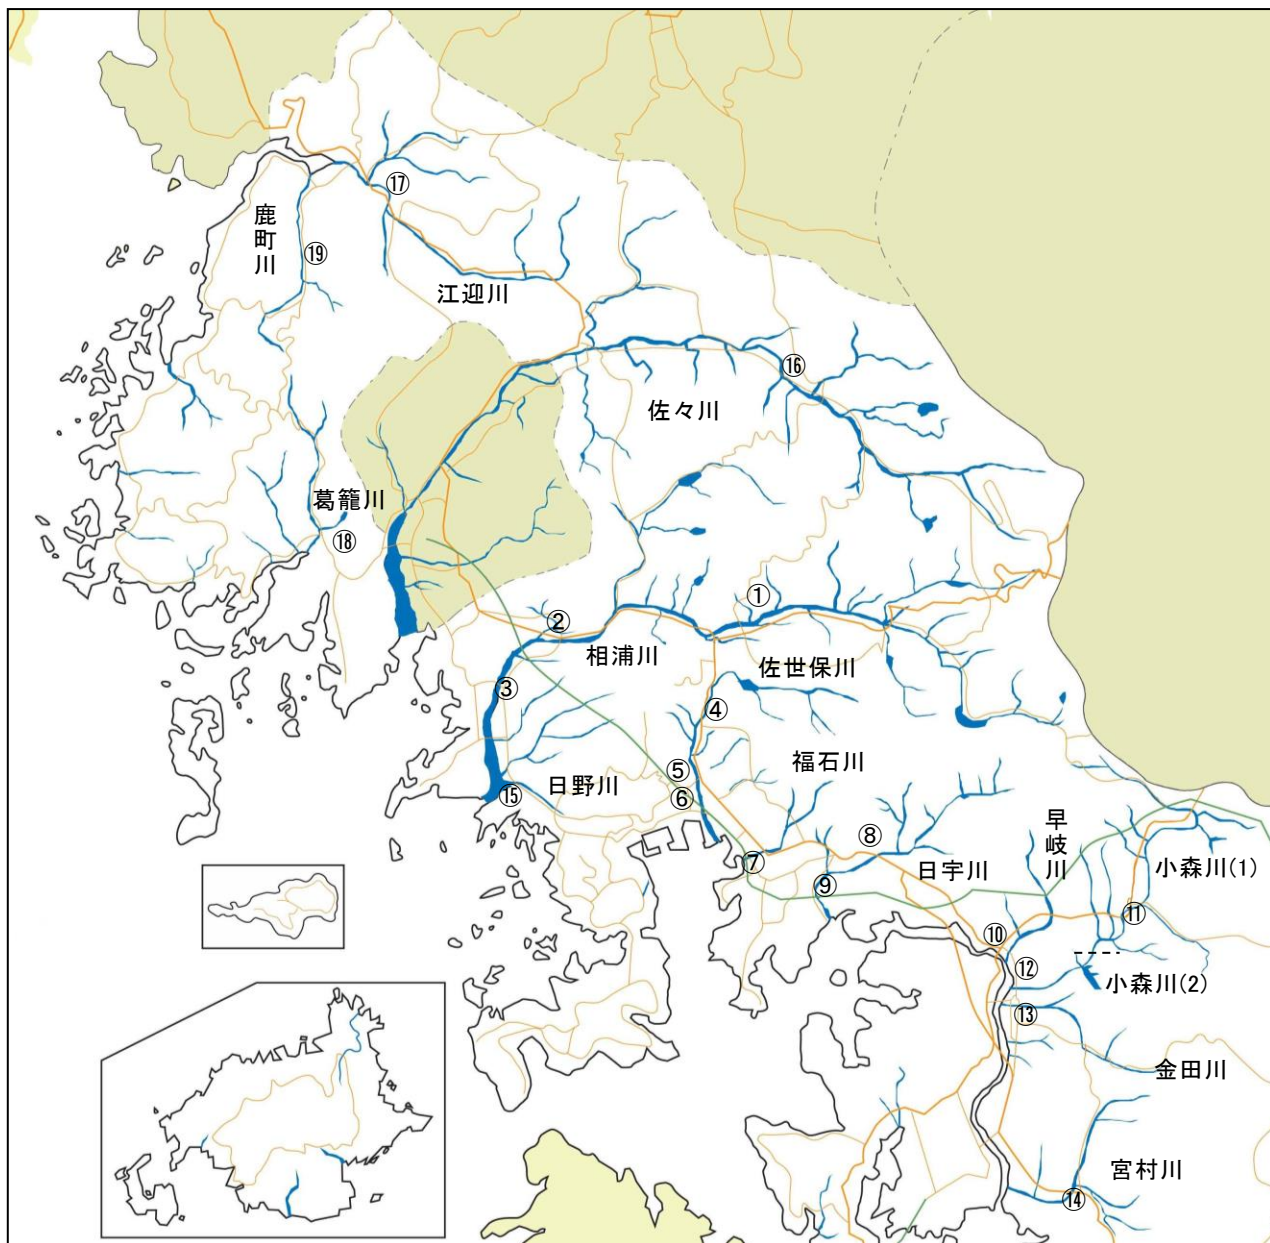 ⑰
鹿町川
⑲
江迎川
⑯
佐々川
葛籠川
⑱
①
②
相浦川
佐世保川
③
④
福石川
⑤
日野川
⑥
⑮
早岐川
⑧
⑦
日宇川
小森川(1)
⑨
⑪
⑩
⑫
小森川(2)
⑬
金田川
宮村川
⑭